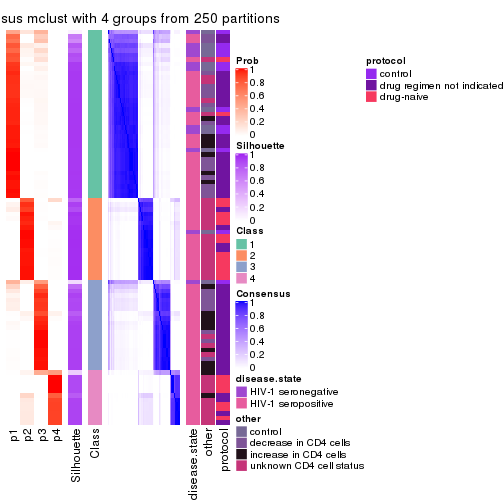 sus mclust with 4 groups from 250 partitions
Prob
1
0.8
0.6
0.4
0.2
0
Silhouette
1
0.8
0.6
0.4
0.2
0
Class
1
2
3
4
Consensus
1
0.8
0.6
0.4
0.2
0
disease.state
HIV-1 seronegative
HIV-1 seropositive
other
control
decrease in CD4 cells
increase in CD4 cells
unknown CD4 cell status
protocol
control
drug regimen not indicated
drug-naive
p1
p2
p3
p4
Silhouette
Class
disease.state
other
protocol